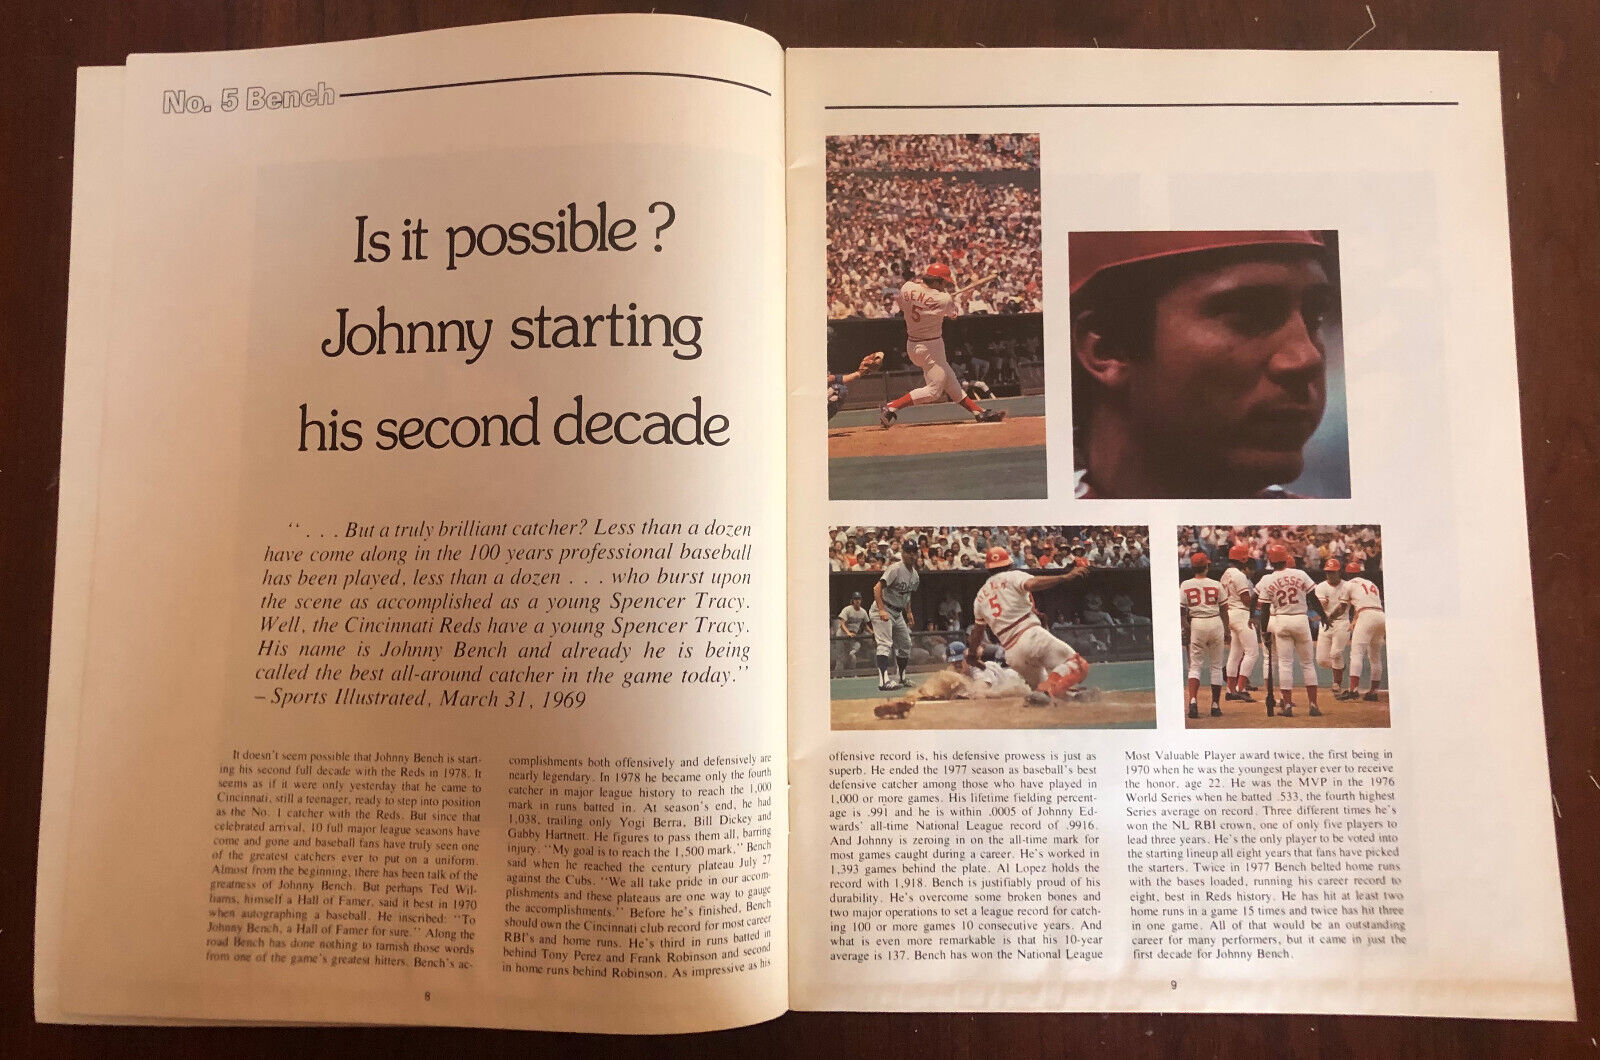 No. 5 Bench
Is it possible?
Johnny starting
his second decade
“. . . But a truly brilliant catcher? Less than a dozen
have come along in the 100 years professional baseball
has been played, less than a dozen . . . who burst upon
the scene as accomplished as a young Spencer Tracy.
Well, the Cincinnati Reds have a young Spencer Tracy.
His name is Johnny Bench and already he is being
called the best all-around catcher in the game today.”
– Sports Illustrated, March 31, 1969
It doesn't seem possible that Johnny Bench is start-
ing his second full decade with the Reds in 1978. It
seems as if it were only yesterday that he came to
Cincinnati, still a teenager, ready to step into position
as the No. 1 catcher with the Reds. But since that
celebrated arrival, 10 full major league seasons have
come and gone and baseball fans have truly seen one
of the greatest catchers ever to put on a uniform.
Almost from the beginning, there has been talk of the
greatness of Johnny Bench. But perhaps Ted Wil-
liams, himself a Hall of Famer, said it best in 1970
when autographing a baseball. He inscribed: “To
Johnny Bench, a Hall of Famer for sure.” Along the
road Bench has done nothing to tarnish those words
from one of the game's greatest hitters. Bench's ac-
complishments both offensively and defensively are
nearly legendary. In 1978 he became only the fourth
catcher in major league history to reach the 1,000
mark in runs batted in. At season's end, he had
1,038, trailing only Yogi Berra, Bill Dickey and
Gabby Hartnett. He figures to pass them all, barring
injury. “My goal is to reach the 1,500 mark,” Bench
said when he reached the century plateau July 27
against the Cubs. “We all take pride in our accom-
plishments and these plateaus are one way to gauge
the accomplishments.” Before he's finished, Bench
should own the Cincinnati club record for most career
RBI's and home runs. He's third in runs batted in
behind Tony Perez and Frank Robinson and second
in home runs behind Robinson. As impressive as his
8
BENCH
5
BENCH
5
BB
DRIESSEN
22
14
offensive record is, his defensive prowess is just as
superb. He ended the 1977 season as baseball's best
defensive catcher among those who have played in
1,000 or more games. His lifetime fielding percent-
age is .991 and he is within .0005 of Johnny Ed-
wards' all-time National League record of .9916.
And Johnny is zeroing in on the all-time mark for
most games caught during a career. He's worked in
1,393 games behind the plate. Al Lopez holds the
record with 1,918. Bench is justifiably proud of his
durability. He's overcome some broken bones and
two major operations to set a league record for catch-
ing 100 or more games 10 consecutive years. And
what is even more remarkable is that his 10-year
average is 137. Bench has won the National League
Most Valuable Player award twice, the first being in
1970 when he was the youngest player ever to receive
the honor, age 22. He was the MVP in the 1976
World Series when he batted .533, the fourth highest
Series average on record. Three different times he's
won the NL RBI crown, one of only five players to
lead three years. He's the only player to be voted into
the starting lineup all eight years that fans have picked
the starters. Twice in 1977 Bench belted home runs
with the bases loaded, running his career record to
eight, best in Reds history. He has hit at least two
home runs in a game 15 times and twice has hit three
in one game. All of that would be an outstanding
career for many performers, but it came in just the
first decade for Johnny Bench.
9